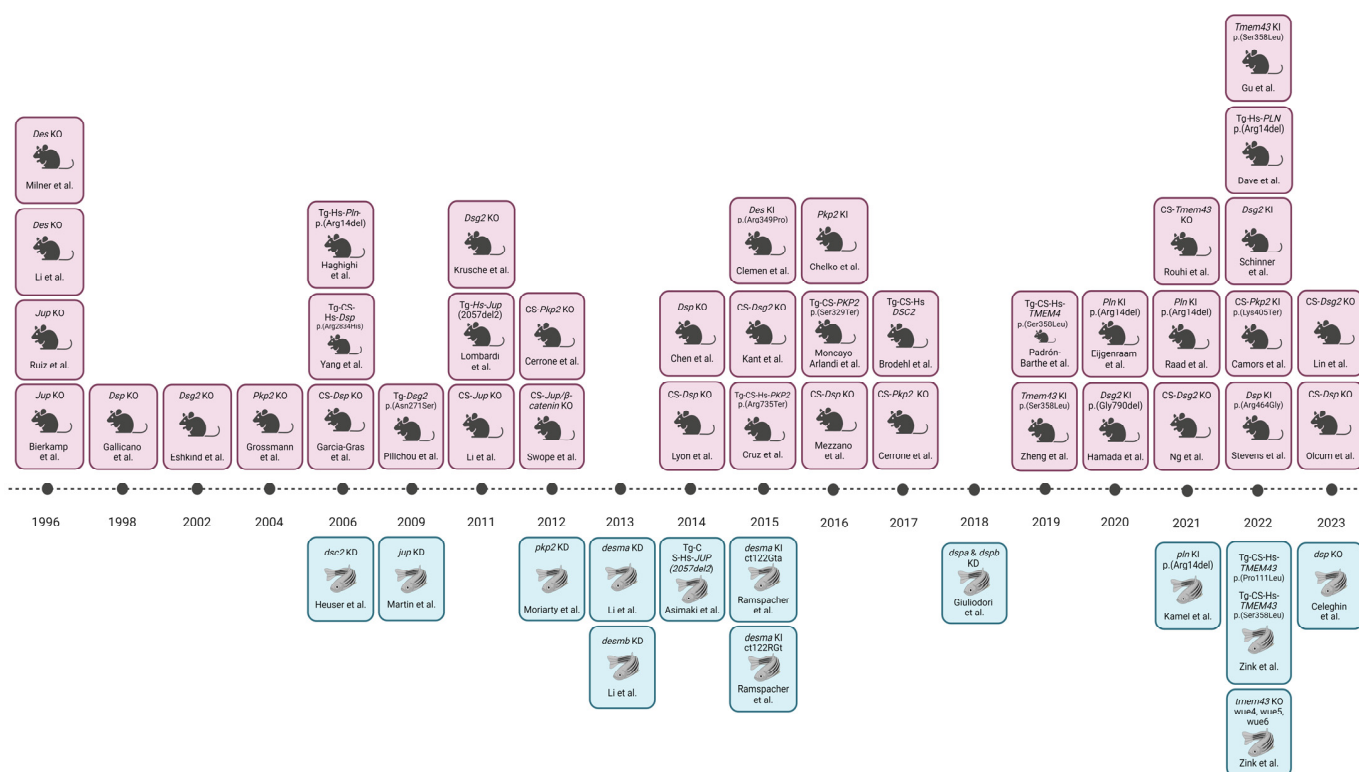 Des KO
Milner et al.
Des KO
Li et al.
Jup KO
Ruiz et al.
Jup KO
Bierkamp
et al.
Dsp KO
Gallicano
et al.
Dsg2 KO
Eshkind et al.
Pkp2 KO
Grossmann
et al.
Tg-Hs-Pln-
p.(Arg14del)
Haghighi
et al.
Tg-CS-
Hs-Dsp
p.(Arg2834His)
Yang et al.
CS-Dsp KO
Garcia-Gras
et al.
Tg-Dsg2
p.(Asn271Ser)
Pilichou et al.
Dsg2 KO
Krusche et al.
Tg-Hs-Jup
(2057del2)
Lombardi
et al.
CS-Jup KO
Li et al.
CS-Pkp2 KO
Cerrone et al.
CS-Jup/β-
catenin KO
Swope et al.
Dsp KO
Chen et al.
CS-Dsp KO
Lyon et al.
Des KI
p.(Arg349Pro)
Clemen et al.
CS-Dsg2 KO
Kant et al.
Tg-CS-Hs-PKP2
p.(Arg735Ter)
Cruz et al.
Pkp2 KI
Chelko et al.
Tg-CS-PKP2
p.(Ser329Ter)
Moncayo
Arlandi et al.
CS-Dsp KO
Mezzano
et al.
Tg-CS-Hs
DSC2
Brodehl et al.
CS-Pkp2 KO
Cerrone et al.
Tg-CS-Hs-
TMEM4
p.(Ser358Leu)
Padrón-
Barthe et al.
Tmem43 KI
p.(Ser358Leu)
Zheng et al.
Pln KI
p.(Arg14del)
Eijgenraam
et al.
Dsg2 KI
p.(Gly790del)
Hamada et al.
CS-Tmem43
KO
Rouhi et al.
Pln KI
p.(Arg14del)
Raad et al.
CS-Dsg2 KO
Ng et al.
Tmem43 KI
p.(Ser358Leu)
Gu et al.
Tg-Hs-PLN
p.(Arg14del)
Dave et al.
Dsg2 KI
Schinner
et al.
CS-Pkp2 KI
p.(Lys405Ter)
Camors et al.
Dsp KI
p.(Arg464Gly)
Stevens et al.
CS-Dsg2 KO
Lin et al.
CS-Dsp KO
Olcum et al.
1996
1998
2002
2004
2006
2009
2011
2012
2013
2014
2015
2016
2017
2018
2019
2020
2021
2022
2023
dsc2 KD
Heuser et al.
jup KD
Martin et al.
pkp2 KD
Moriarty et al.
desma KD
Li et al.
desmb KD
Li et al.
Tg-C
S-Hs-JUP
(2057del2)
Asimaki et al.
desma KI
ct122Gta
Ramspacher
et al.
desma KI
ct122RGt
Ramspacher
et al.
dspa & dspb
KD
Giuliodori
et al.
pln KI
p.(Arg14del)
Kamel et al.
Tg-CS-Hs-
TMEM43
p.(Pro111Leu)
Tg-CS-Hs-
TMEM43
p.(Ser358Leu)
Zink et al.
tmem43 KO
wue4, wue5,
wue6
Zink et al.
dsp KO
Celeghin
et al.